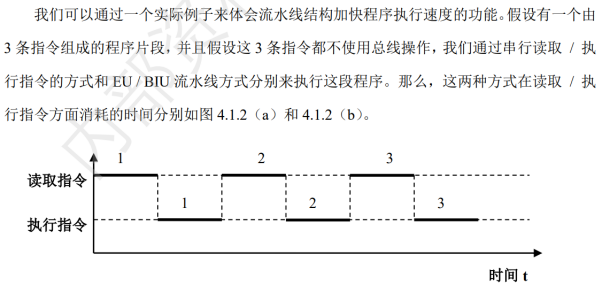 我们可以通过一个实际例子来体会流水线结构加快程序执行速度的功能。假设有一个由
3 条指令组成的程序片段，并且假设这 3 条指令都不使用总线操作，我们通过串行读取 / 执
行指令的方式和 EU / BIU 流水线方式分别来执行这段程序。那么，这两种方式在读取 / 执
行指令方面消耗的时间分别如图 4.1.2（a）和 4.1.2（b）。
内部资
1 2 3
读取指令
1 2 3
执行指令
时间 t